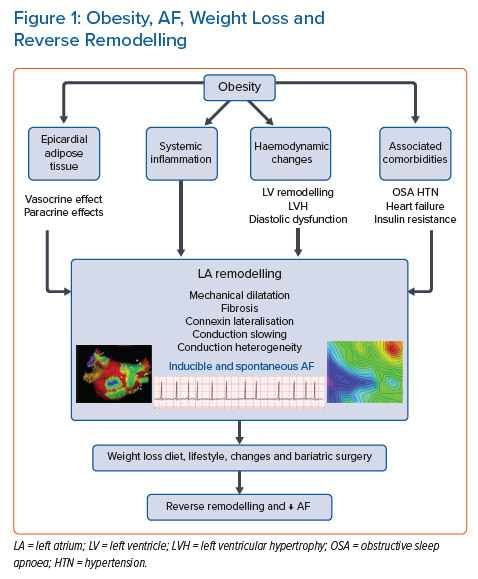 Figure 1: Obesity, AF, Weight Loss and
Reverse Remodelling
Obesity
Epicardial
adipose
tissue
Systemic
inflammation
Haemodynamic
changes
Associated
comorbidities
Vasocrine effect
Paracrine effects
LV remodelling
LVH
Diastolic dysfunction
OSA HTN
Heart failure
Insulin resistance
LA remodelling
Mechanical dilatation
Fibrosis
Connexin lateralisation
Conduction slowing
Conduction heterogeneity
Inducible and spontaneous AF
Weight loss diet, lifestyle, changes and bariatric surgery
Reverse remodelling and ↓ AF
LA = left atrium; LV = left ventricle; LVH = left ventricular hypertrophy; OSA = obstructive sleep
apnoea; HTN = hypertension.